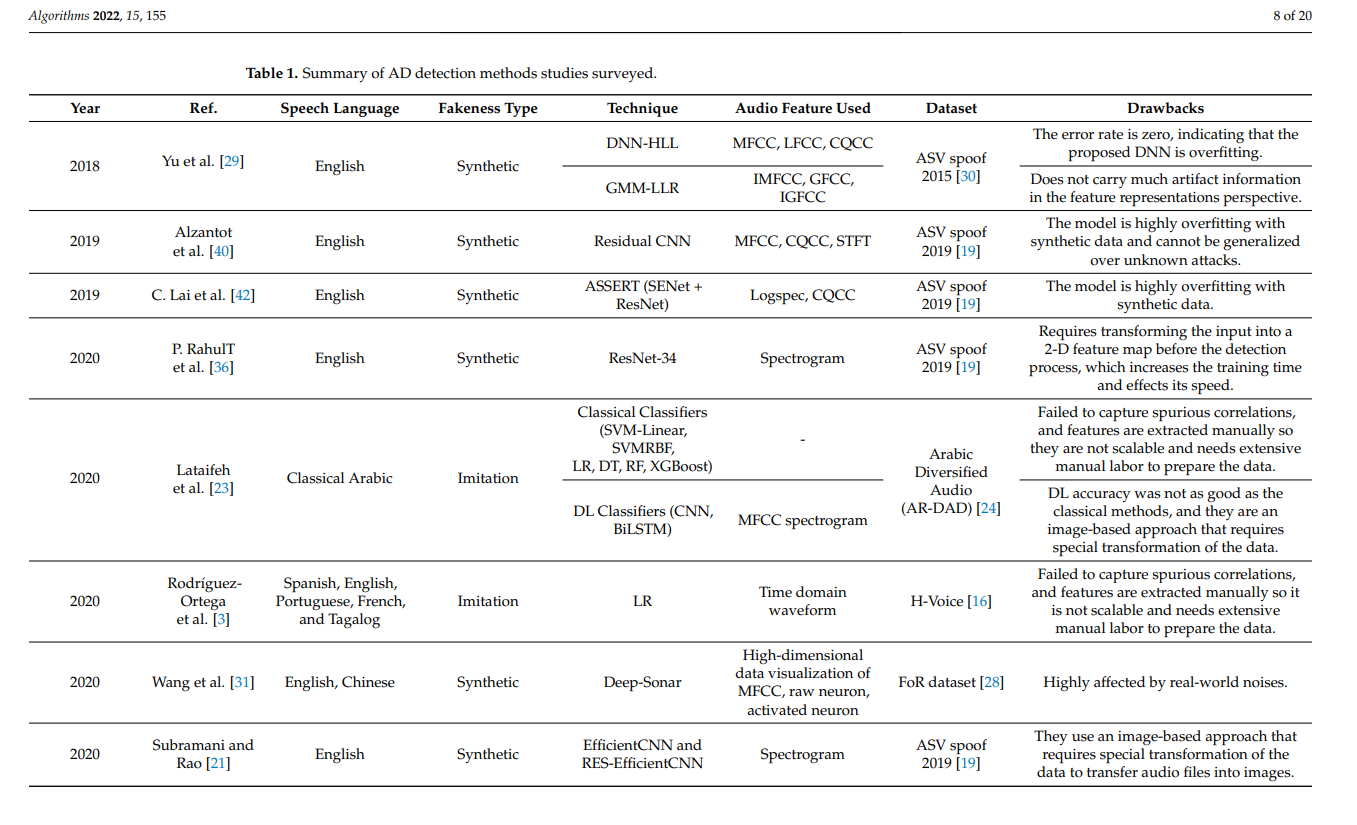 Algorithms 2022, 15, 155
8 of 20
Table 1. Summary of AD detection methods studies surveyed.
Year Ref. Speech Language Fakeness Type Technique Audio Feature Used Dataset Drawbacks
2018
Yu et al. [29]
English
Synthetic
DNN-HLL
MFCC, LFCC, CQCC
ASV spoof
2015 [30]
The error rate is zero, indicating that the
proposed DNN is overfitting.
GMM-LLR
IMFCC, GFCC,
IGFCC
Does not carry much artifact information
in the feature representations perspective.
2019
Alzantot
et al. [40]
English
Synthetic
Residual CNN
MFCC, CQCC, STFT
ASV spoof
2019 [19]
The model is highly overfitting with
synthetic data and cannot be generalized
over unknown attacks.
2019
C. Lai et al. [42]
English
Synthetic
ASSERT (SENet +
ResNet)
Logspec, CQCC
ASV spoof
2019 [19]
The model is highly overfitting with
synthetic data.
2020
P. RahulT
et al. [36]
English
Synthetic
ResNet-34
Spectrogram
ASV spoof
2019 [19]
Requires transforming the input into a
2-D feature map before the detection
process, which increases the training time
and effects its speed.
2020
Lataifeh
et al. [23]
Classical Arabic
Imitation
Classical Classifiers
(SVM-Linear,
SVMRBF,
LR, DT, RF, XGBoost)
-
Arabic
Diversified
Audio
(AR-DAD) [24]
Failed to capture spurious correlations,
and features are extracted manually so
they are not scalable and needs extensive
manual labor to prepare the data.
DL Classifiers (CNN,
BiLSTM)
MFCC spectrogram
DL accuracy was not as good as the
classical methods, and they are an
image-based approach that requires
special transformation of the data.
2020
Rodríguez-
Ortega
et al. [3]
Spanish, English,
Portuguese, French,
and Tagalog
Imitation
LR
Time domain
waveform
H-Voice [16]
Failed to capture spurious correlations,
and features are extracted manually so it
is not scalable and needs extensive
manual labor to prepare the data.
2020
Wang et al. [31]
English, Chinese
Synthetic
Deep-Sonar
High-dimensional
data visualization of
MFCC, raw neuron,
activated neuron
FoR dataset [28]
Highly affected by real-world noises.
2020
Subramani and
Rao [21]
English
Synthetic
EfficientCNN and
RES-EfficientCNN
Spectrogram
ASV spoof
2019 [19]
They use an image-based approach that
requires special transformation of the
data to transfer audio files into images.